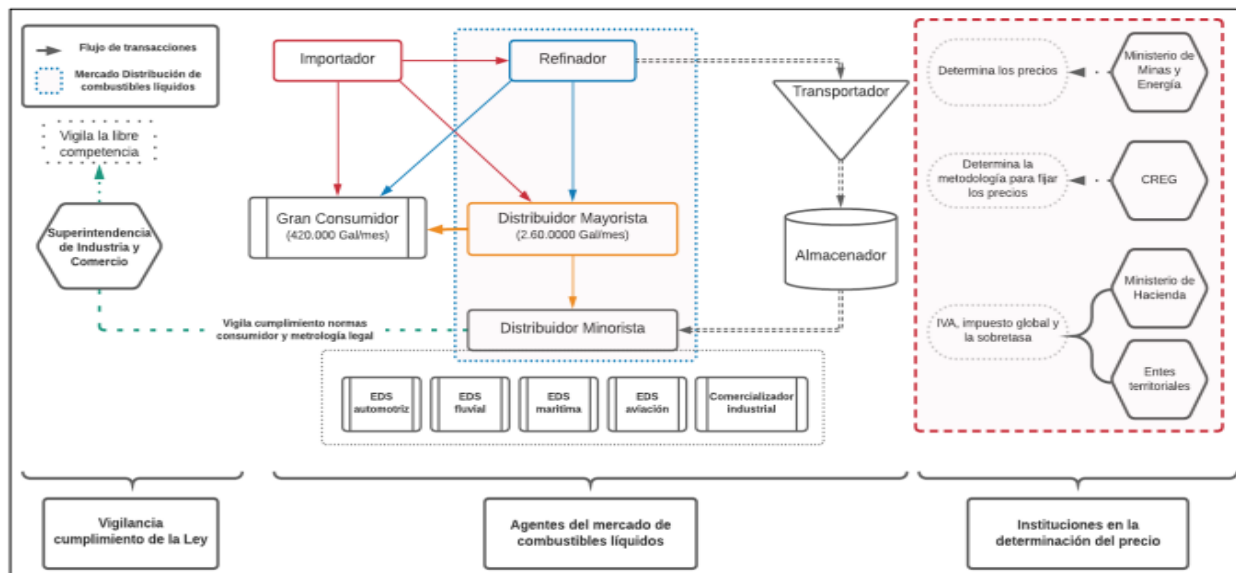 Flujo de transacciones
Mercado Distribución de
combustibles líquidos
Vigila la libre
competencia
Superintendencia
de Industria y
Comercio
Vigila cumplimiento normas
consumidor y metrología legal
Importador
Refinador
Gran Consumidor
(420.000 Gal/mes)
Distribuidor Mayorista
(2.60.0000 Gal/mes)
Distribuidor Minorista
Transportador
Almacenador
EDS
automotriz
EDS
fluvial
EDS
maritima
EDS
aviación
Comercializador
industrial
Determina los precios
Ministerio de
Minas y
Energía
Determina la
metodología para fijar
los precios
CREG
IVA, impuesto global y
la sobretasa
Ministerio de
Hacienda
Entes
territoriales
Vigilancia
cumplimiento de la Ley
Agentes del mercado de
combustibles líquidos
Instituciones en la
determinación del precio